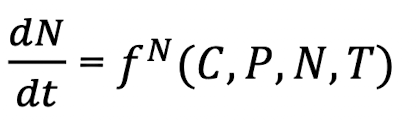 dN/dt = f^N(C, P, N, T)